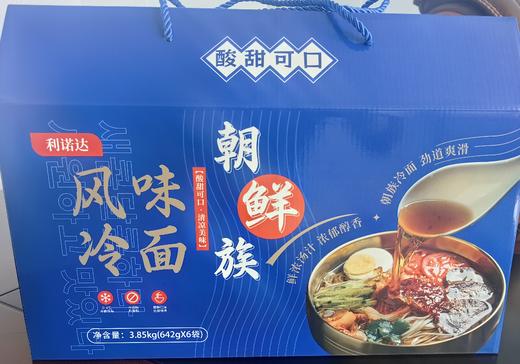 酸甜可口
利诺达
风味
冷面
【酸甜可口·清凉美味】
朝
鲜
族
朝族冷面 劲道爽滑
鲜浓汤汁 浓郁醇香
净含量：3.85kg(642gX6袋)